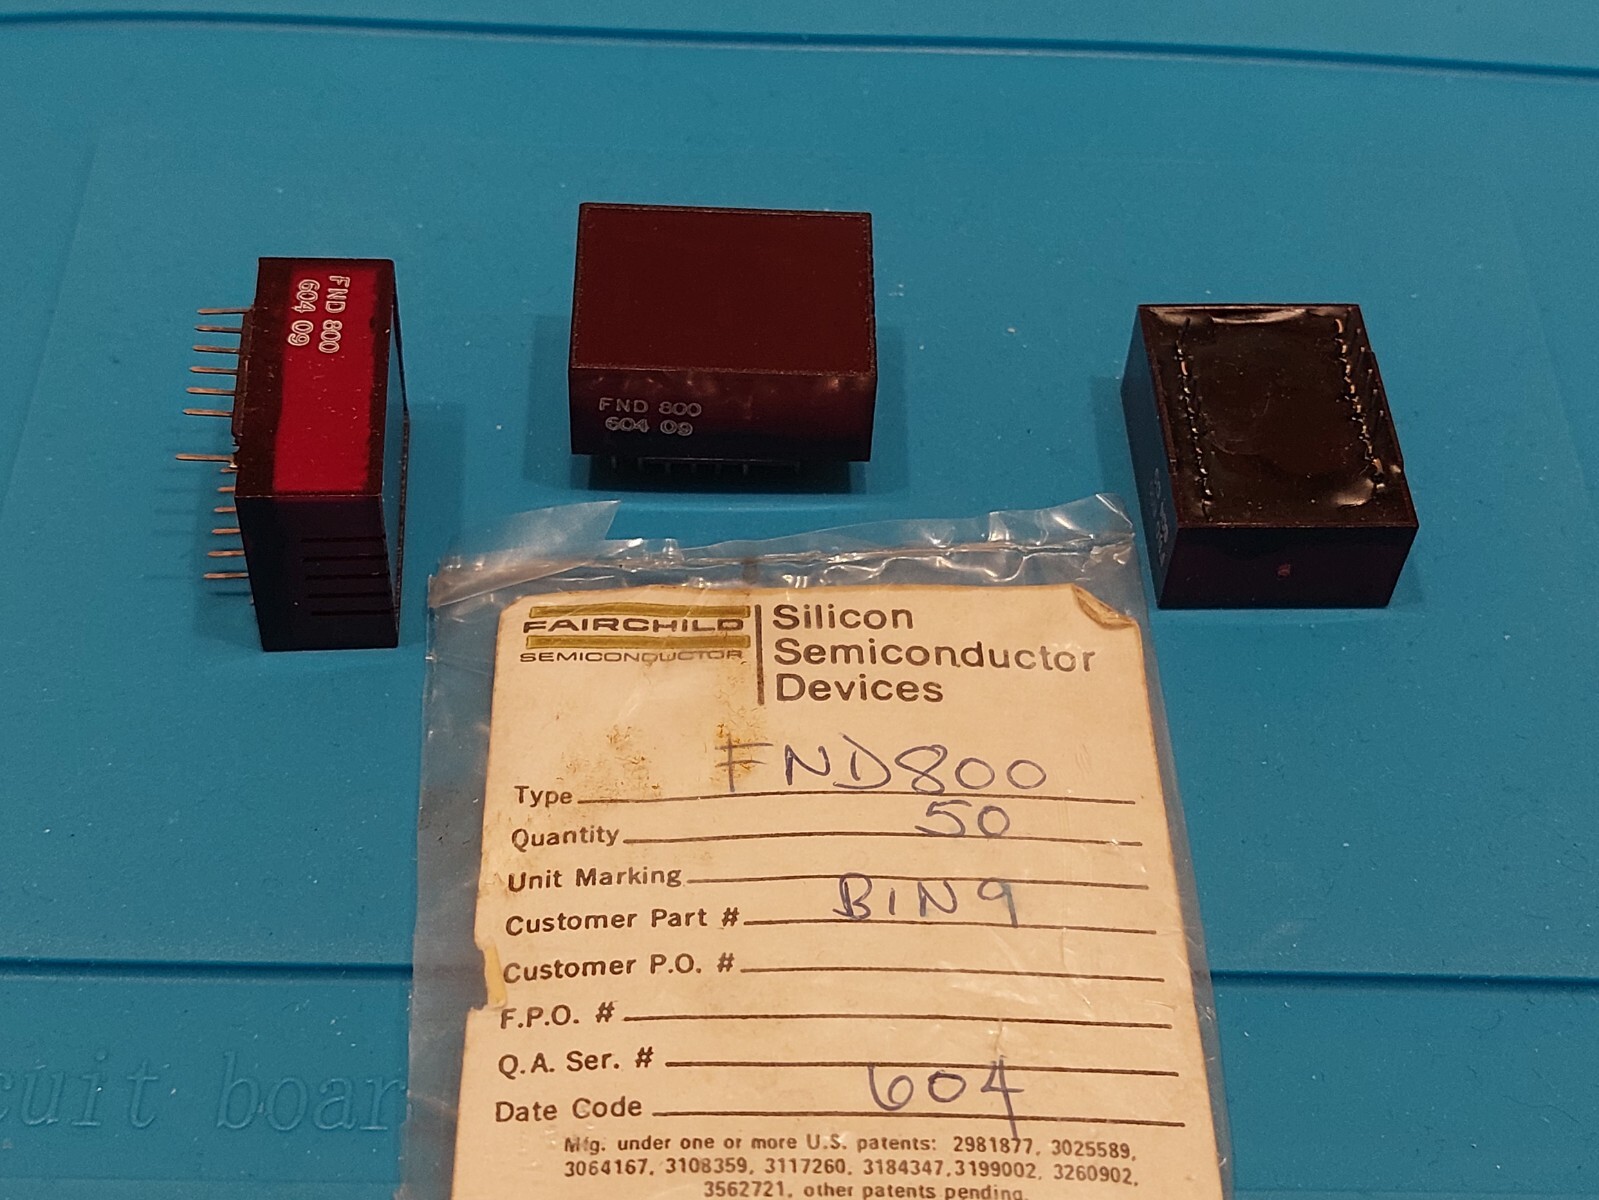 FND 800
604 09
FND 800
604 09
FAIRCHILD
SEMICONDUCTOR
Silicon
Semiconductor
Devices
Type FND800
Quantity 50
Unit Marking
Customer Part # BIN 9
Customer P.O. #
F.P.O. #
Q.A. Ser. #
Date Code 604
Mfg. under one or more U.S. patents: 2981877, 3025589,
3064167, 3108359, 3117260, 3184347, 3199002, 3260902,
3562721, other patents pending.
cuit boar